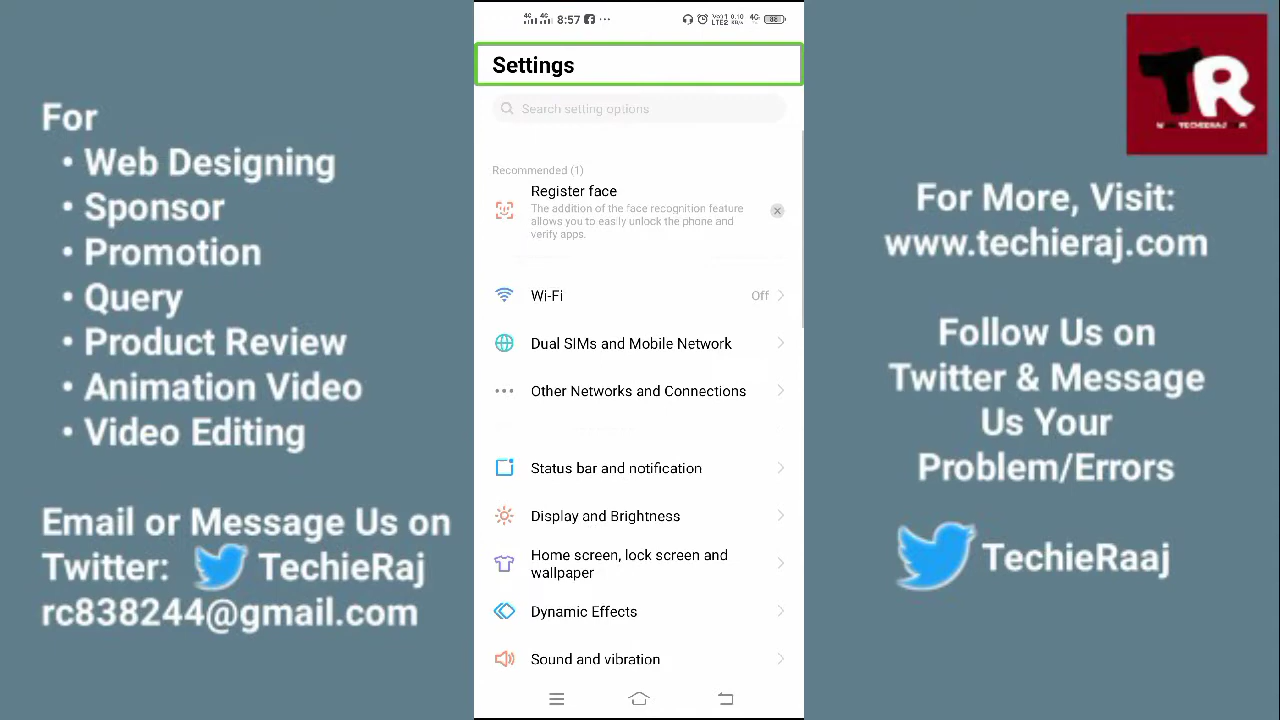 For
• Web Designing
• Sponsor
• Promotion
• Query
• Product Review
• Animation Video
• Video Editing
Email or Message Us on
Twitter: TechieRaj
rc838244@gmail.com
4G 4G 8:57 ···
4G 38
Settings
Search setting options
Recommended (1)
Register face
The addition of the face recognition feature
allows you to easily unlock the phone and
verify apps.
Wi-Fi Off
Dual SIMs and Mobile Network
Other Networks and Connections
Status bar and notification
Display and Brightness
Home screen, lock screen and
wallpaper
Dynamic Effects
Sound and vibration
TR
For More, Visit:
www.techieraj.com
Follow Us on
Twitter & Message
Us Your
Problem/Errors
TechieRaaj